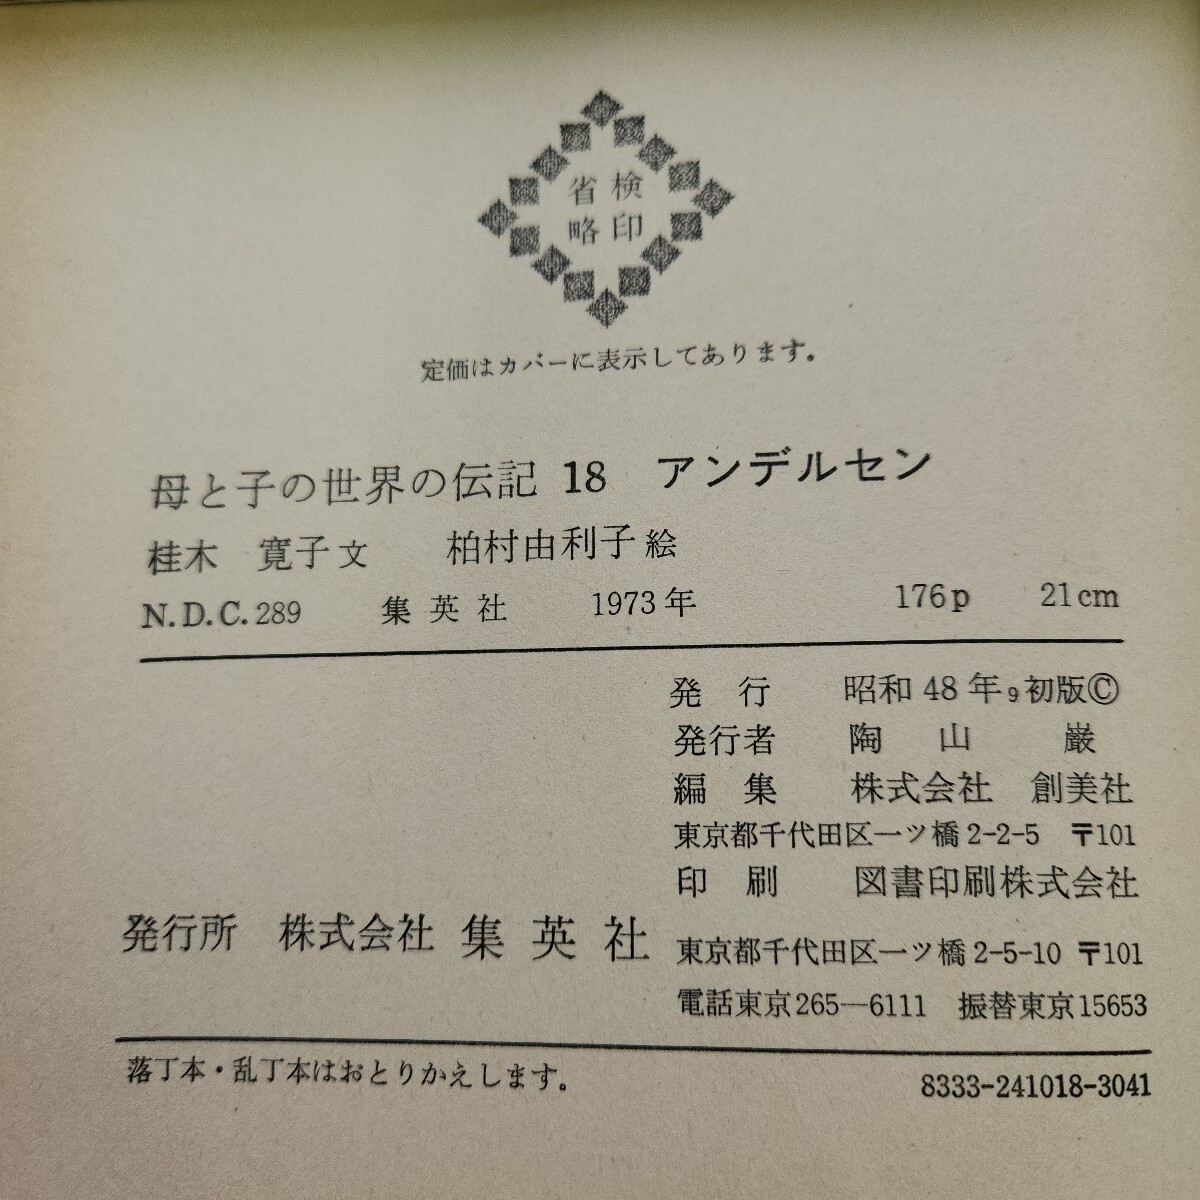 検印
省略
定価はカバーに表示してあります。
母と子の世界の伝記 18 アンデルセン
桂木 寛子 文 柏村由利子 絵
N.D.C.289 集英社 1973年 176p 21cm
発行 昭和48年9初版©
発行者 陶山 巌
編集 株式会社 創美社
東京都千代田区一ツ橋2-2-5 〒101
印刷 図書印刷株式会社
発行所 株式会社 集英社 東京都千代田区一ツ橋2-5-10 〒101
電話東京265―6111 振替東京15653
落丁本・乱丁本はおとりかえします。
8333-241018-3041